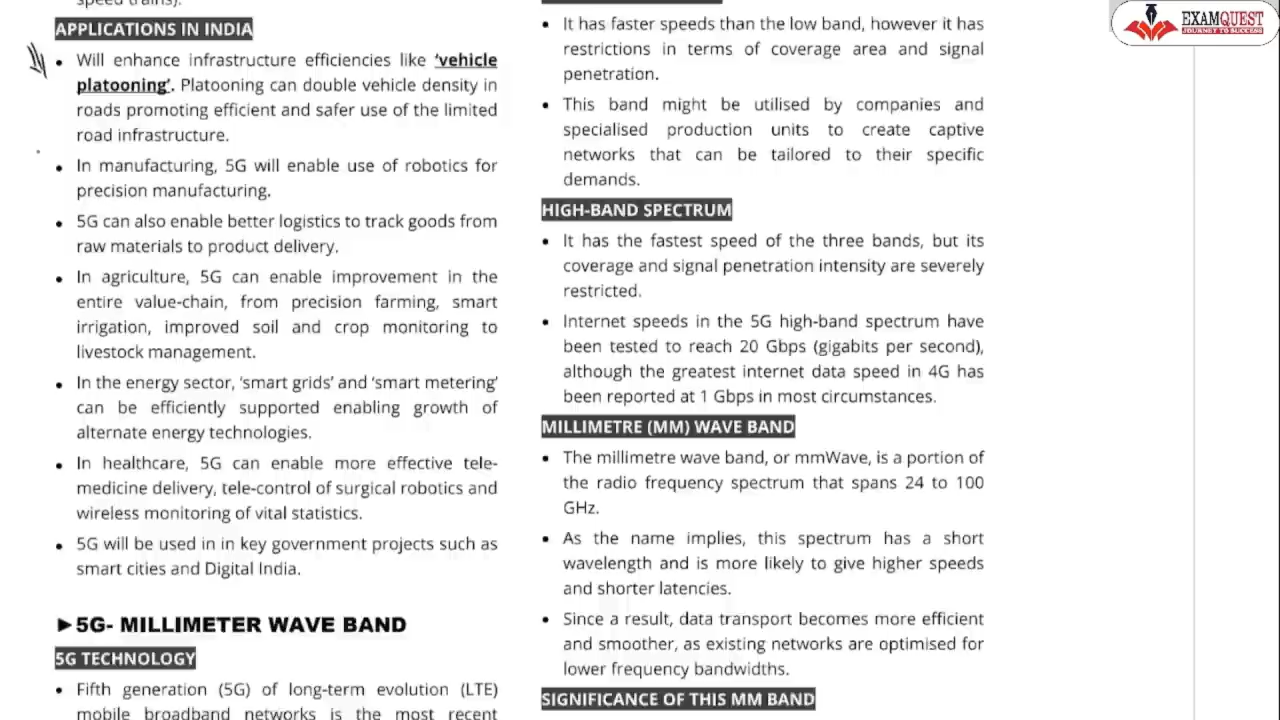 speed trains).
APPLICATIONS IN INDIA
• Will enhance infrastructure efficiencies like ‘vehicle
platooning’. Platooning can double vehicle density in
roads promoting efficient and safer use of the limited
road infrastructure.
• In manufacturing, 5G will enable use of robotics for
precision manufacturing.
• 5G can also enable better logistics to track goods from
raw materials to product delivery.
• In agriculture, 5G can enable improvement in the
entire value-chain, from precision farming, smart
irrigation, improved soil and crop monitoring to
livestock management.
• In the energy sector, ‘smart grids’ and ‘smart metering’
can be efficiently supported enabling growth of
alternate energy technologies.
• In healthcare, 5G can enable more effective tele-
medicine delivery, tele-control of surgical robotics and
wireless monitoring of vital statistics.
• 5G will be used in in key government projects such as
smart cities and Digital India.
►5G- MILLIMETER WAVE BAND
5G TECHNOLOGY
• Fifth generation (5G) of long-term evolution (LTE)
mobile broadband networks is the most recent
• It has faster speeds than the low band, however it has
restrictions in terms of coverage area and signal
penetration.
• This band might be utilised by companies and
specialised production units to create captive
networks that can be tailored to their specific
demands.
HIGH-BAND SPECTRUM
• It has the fastest speed of the three bands, but its
coverage and signal penetration intensity are severely
restricted.
• Internet speeds in the 5G high-band spectrum have
been tested to reach 20 Gbps (gigabits per second),
although the greatest internet data speed in 4G has
been reported at 1 Gbps in most circumstances.
MILLIMETRE (MM) WAVE BAND
• The millimetre wave band, or mmWave, is a portion of
the radio frequency spectrum that spans 24 to 100
GHz.
• As the name implies, this spectrum has a short
wavelength and is more likely to give higher speeds
and shorter latencies.
• Since a result, data transport becomes more efficient
and smoother, as existing networks are optimised for
lower frequency bandwidths.
SIGNIFICANCE OF THIS MM BAND
EXAMQUEST
JOURNEY TO SUCCESS